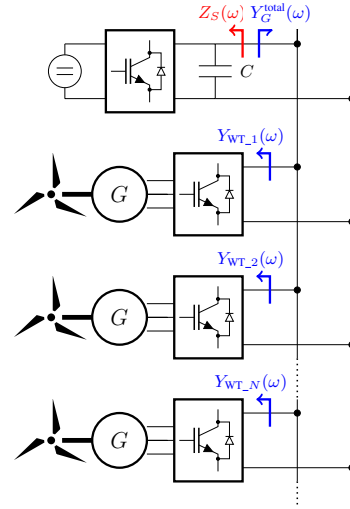 Z_S(ω) Y_G^total(ω)
C
Y_WT_1(ω)
G
Y_WT_2(ω)
G
Y_WT_N(ω)
G